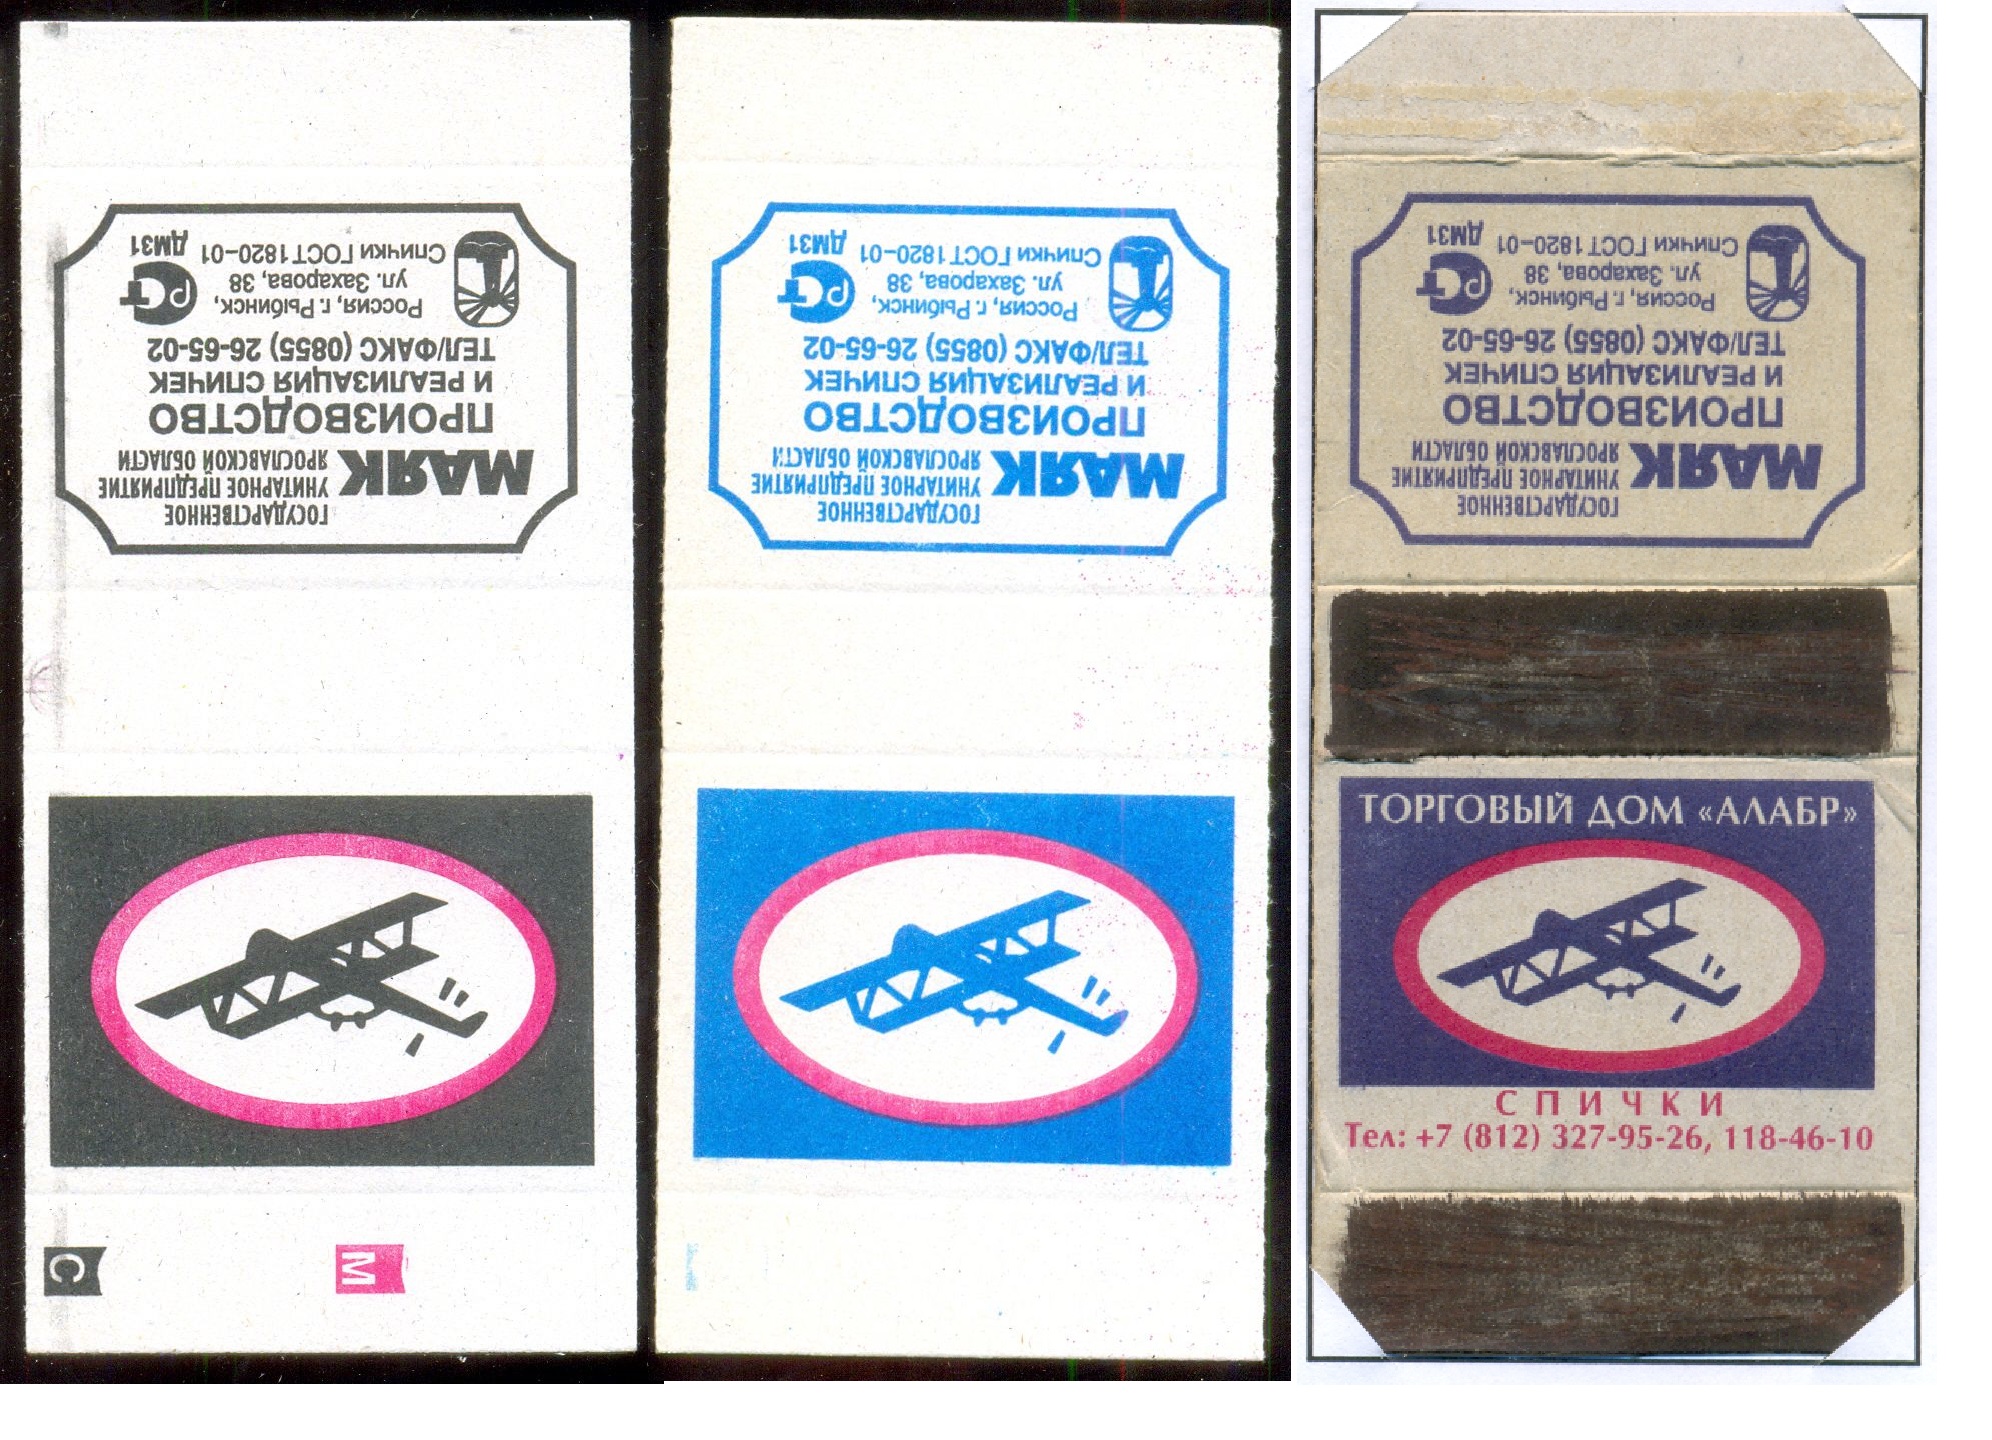 ГОСУДАРСТВЕННОЕ
УНИТАРНОЕ ПРЕДПРИЯТИЕ
ЯРОСЛАВСКОЙ ОБЛАСТИ
МАЯК
ПРОИЗВОДСТВО
И РЕАЛИЗАЦИЯ СПИЧЕК
ТЕЛ/ФАКС (0855) 26-65-02
Россия, г. Рыбинск,
ул. Захарова, 38
Спички ГОСТ 1820-01
РСТ
ДМ31
С
М
ГОСУДАРСТВЕННОЕ
УНИТАРНОЕ ПРЕДПРИЯТИЕ
ЯРОСЛАВСКОЙ ОБЛАСТИ
МАЯК
ПРОИЗВОДСТВО
И РЕАЛИЗАЦИЯ СПИЧЕК
ТЕЛ/ФАКС (0855) 26-65-02
Россия, г. Рыбинск,
ул. Захарова, 38
Спички ГОСТ 1820-01
РСТ
ДМ31
ГОСУДАРСТВЕННОЕ
УНИТАРНОЕ ПРЕДПРИЯТИЕ
ЯРОСЛАВСКОЙ ОБЛАСТИ
МАЯК
ПРОИЗВОДСТВО
И РЕАЛИЗАЦИЯ СПИЧЕК
ТЕЛ/ФАКС (0855) 26-65-02
Россия, г. Рыбинск,
ул. Захарова, 38
Спички ГОСТ 1820-01
РСТ
ДМ31
ТОРГОВЫЙ ДОМ «АЛАБР»
СПИЧКИ
Тел: +7 (812) 327-95-26, 118-46-10